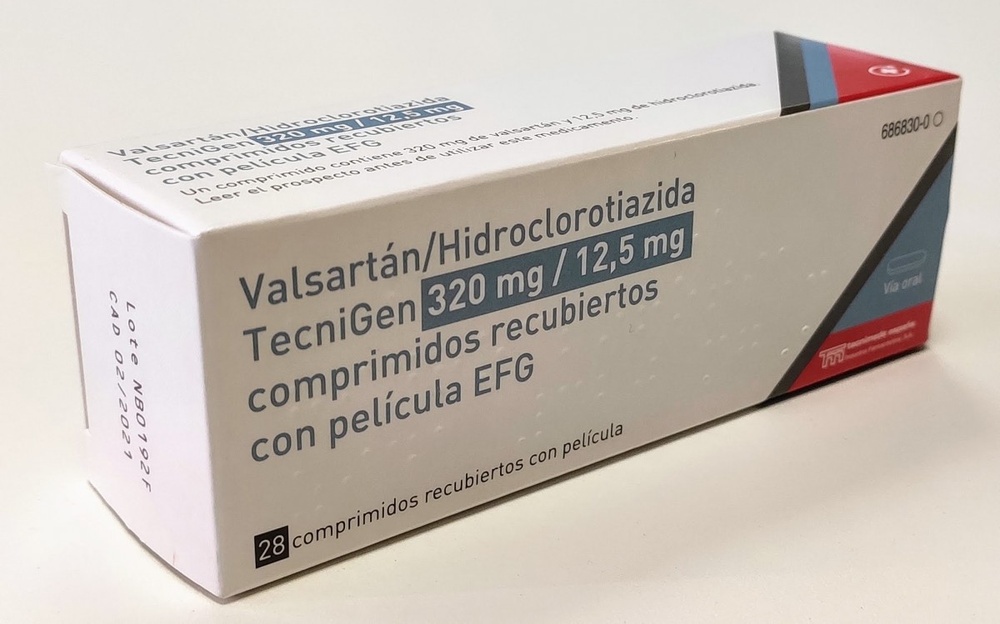 Valsartán/Hidroclorotiazida
TecniGen 320 mg / 12,5 mg
comprimidos recubiertos
con película EFG
Un comprimido contiene 320 mg de valsartán y 12,5 mg de hidroclorotiazida.
Leer el prospecto antes de utilizar este medicamento.
686830-0
Valsartán/Hidroclorotiazida
TecniGen 320 mg / 12,5 mg
comprimidos recubiertos
con película EFG
28 comprimidos recubiertos con película
Vía oral
Lote NB0192F
CAD 02/2021